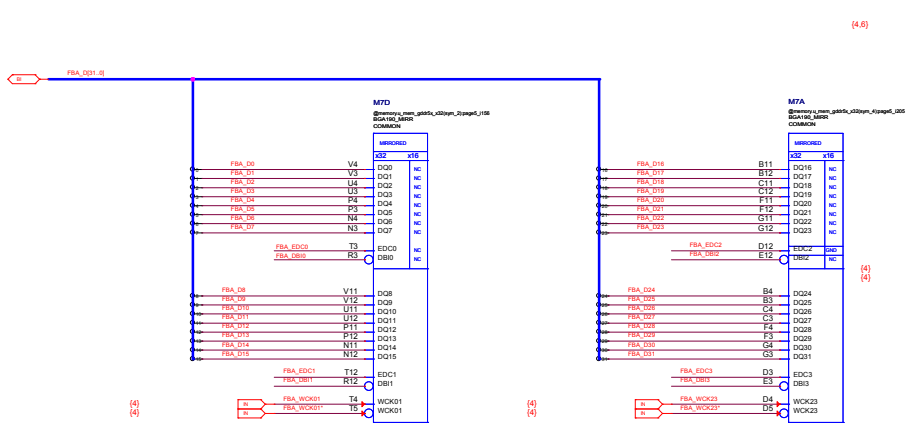 {4,6}
IN
FBA_D[31..0]
M7D
@memory.u_mem_gddr5x_x32(sym_2):page5_i158
BGA190_MIRR
COMMON
MIRRORED
x32 x16
FBA_D0 V4 DQ0 NC
FBA_D1 V3 DQ1 NC
FBA_D2 U4 DQ2 NC
FBA_D3 U3 DQ3 NC
FBA_D4 P4 DQ4 NC
FBA_D5 P3 DQ5 NC
FBA_D6 N4 DQ6 NC
FBA_D7 N3 DQ7 NC
FBA_EDC0 T3 EDC0 NC
FBA_DBI0 R3 DBI0 NC
FBA_D8 V11 DQ8
FBA_D9 V12 DQ9
FBA_D10 U11 DQ10
FBA_D11 U12 DQ11
FBA_D12 P11 DQ12
FBA_D13 P12 DQ13
FBA_D14 N11 DQ14
FBA_D15 N12 DQ15
FBA_EDC1 T12 EDC1
FBA_DBI1 R12 DBI1
{4} IN FBA_WCK01 T4 WCK01
{4} IN FBA_WCK01* T5 WCK01
M7A
@memory.u_mem_gddr5x_x32(sym_4):page5_i205
BGA190_MIRR
COMMON
MIRRORED
x32 x16
FBA_D16 B11 DQ16 NC
FBA_D17 B12 DQ17 NC
FBA_D18 C11 DQ18 NC
FBA_D19 C12 DQ19 NC
FBA_D20 F11 DQ20 NC
FBA_D21 F12 DQ21 NC
FBA_D22 G11 DQ22 NC
FBA_D23 G12 DQ23 NC
FBA_EDC2 D12 EDC2 GND
FBA_DBI2 E12 DBI2 NC
{4}
{4}
FBA_D24 B4 DQ24
FBA_D25 B3 DQ25
FBA_D26 C4 DQ26
FBA_D27 C3 DQ27
FBA_D28 F4 DQ28
FBA_D29 F3 DQ29
FBA_D30 G4 DQ30
FBA_D31 G3 DQ31
FBA_EDC3 D3 EDC3
FBA_DBI3 E3 DBI3
{4} IN FBA_WCK23 D4 WCK23
{4} IN FBA_WCK23* D5 WCK23